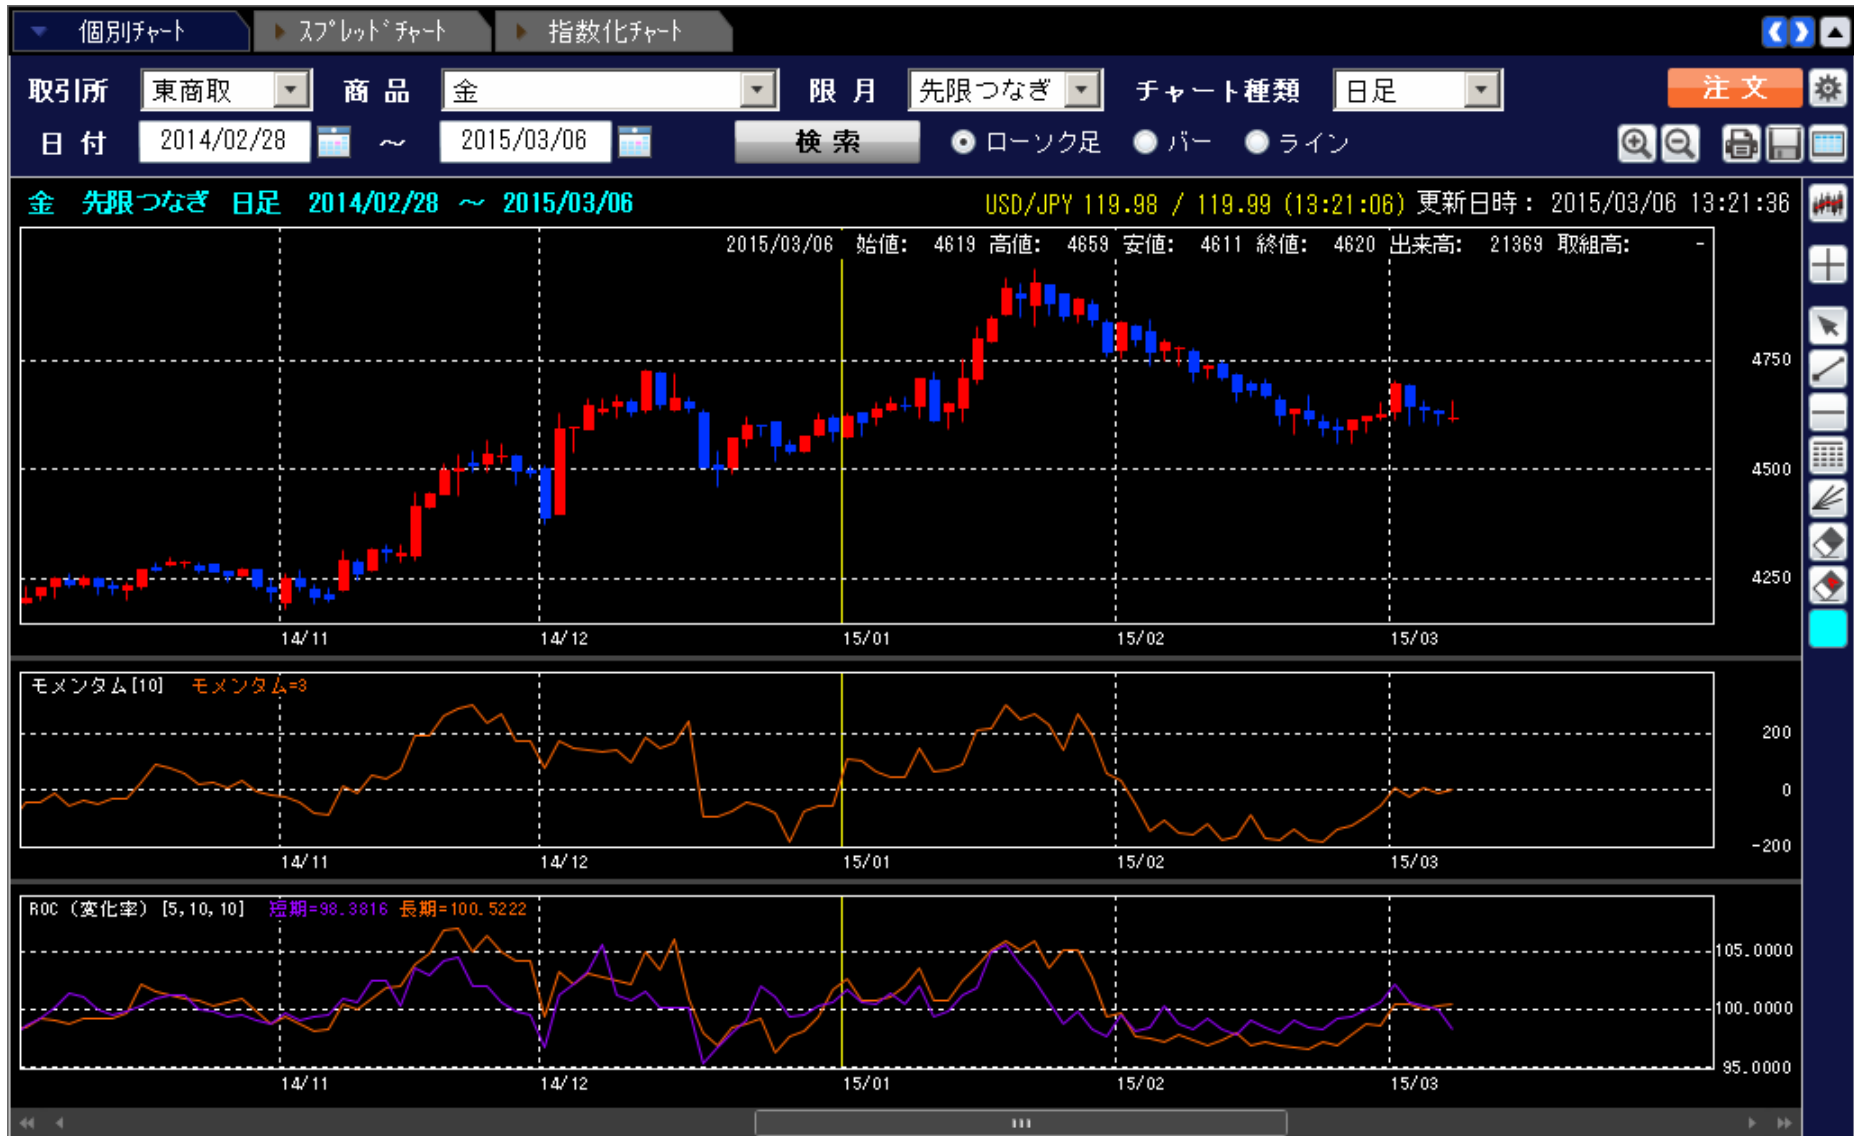 個別ﾁｬｰﾄ ｽﾌﾟﾚｯﾄﾞﾁｬｰﾄ 指数化ﾁｬｰﾄ
取引所 東商取 商品 金 限月 先限つなぎ チャート種類 日足 注文
日付 2014/02/28 ～ 2015/03/06 検索 ローソク足 バー ライン
金 先限つなぎ 日足 2014/02/28 ～ 2015/03/06 USD/JPY 119.98 / 119.99 (13:21:06) 更新日時： 2015/03/06 13:21:36
2015/03/06 始値: 4619 高値: 4659 安値: 4611 終値: 4620 出来高: 21369 取組高: -
4750
4500
4250
14/11 14/12 15/01 15/02 15/03
モメンタム[10] モメンタム=3
200
0
-200
14/11 14/12 15/01 15/02 15/03
ROC（変化率）[5,10,10] 短期=98.3816 長期=100.5222
105.0000
100.0000
95.0000
14/11 14/12 15/01 15/02 15/03